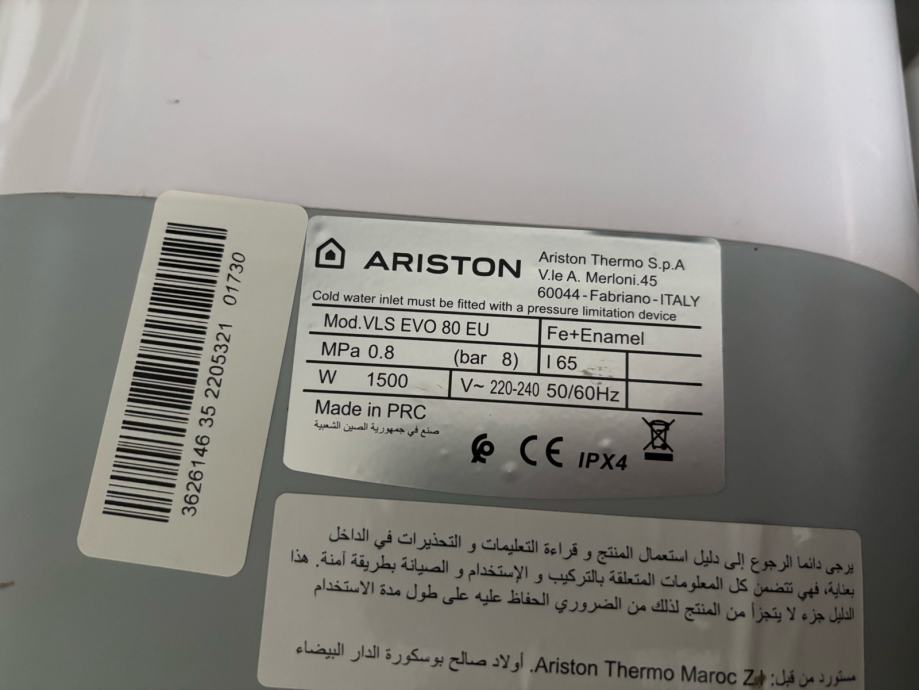 3626146 35 2205321 01730
ARISTON
Ariston Thermo S.p.A
V.le A. Merloni.45
60044 - Fabriano - ITALY
Cold water inlet must be fitted with a pressure limitation device
Mod.VLS EVO 80 EU
Fe+Enamel
MPa 0.8 (bar 8)
l 65
W 1500
V~ 220-240 50/60Hz
Made in PRC
صنع في جمهورية الصين الشعبية
CE IPX4
يرجى دائما الرجوع إلى دليل استعمال المنتج و قراءة التعليمات و التحذيرات في الداخل
بعناية، فهي تتضمن كل المعلومات المتعلقة بالتركيب و الإستخدام و الصيانة بطريقة آمنة. هذا
الدليل جزء لا يتجزأ من المنتج لذلك من الضروري الحفاظ عليه على طول مدة الاستخدام
مستورد من قبل: Ariston Thermo Maroc. أولاد صالح بوسكورة الدار البيضاء